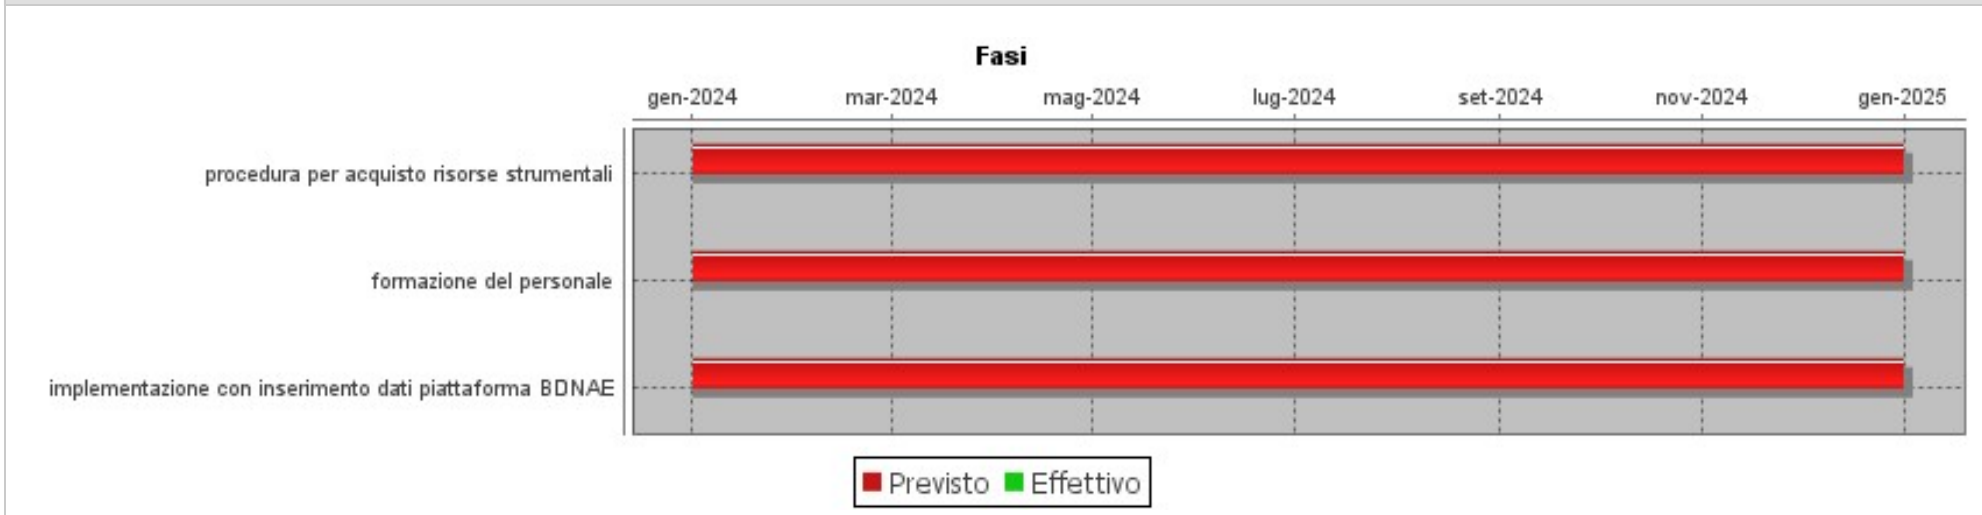 Fasi
gen-2024 mar-2024 mag-2024 lug-2024 set-2024 nov-2024 gen-2025
procedura per acquisto risorse strumentali
formazione del personale
implementazione con inserimento dati piattaforma BDNAE
Previsto Effettivo